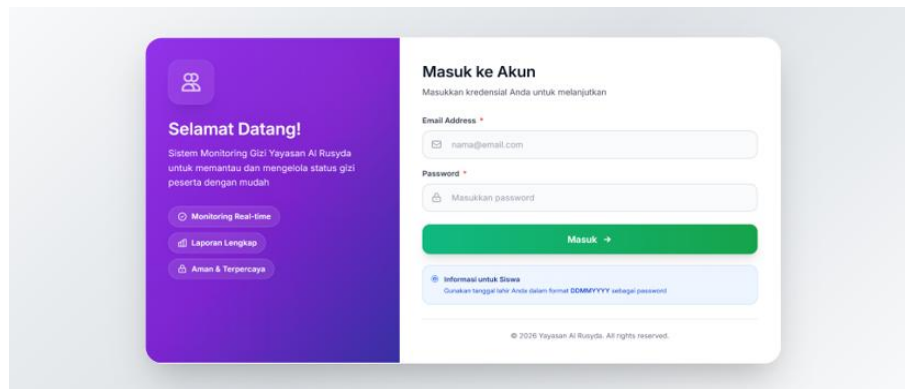 Selamat Datang!
Sistem Monitoring Gizi Yayasan Al Rusyda
untuk memantau dan mengelola status gizi
peserta dengan mudah
Monitoring Real-time
Laporan Lengkap
Aman & Terpercaya
Masuk ke Akun
Masukkan kredensial Anda untuk melanjutkan
Email Address *
nama@email.com
Password *
Masukkan password
Masuk →
Informasi untuk Siswa
Gunakan tanggal lahir Anda dalam format DDMMYYYY sebagai password
© 2026 Yayasan Al Rusyda. All rights reserved.